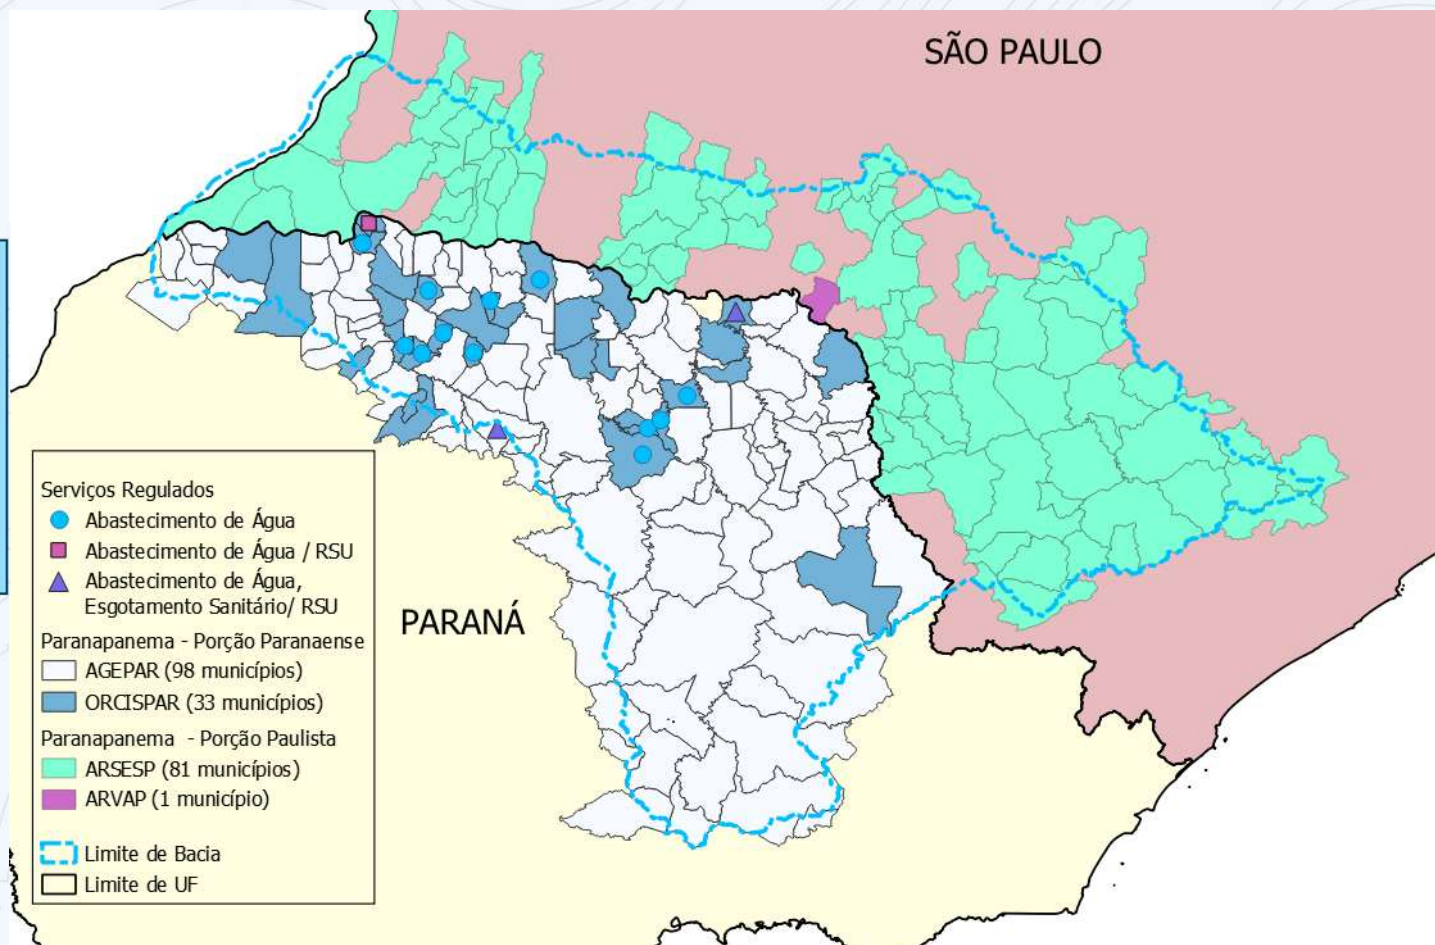 SÃO PAULO
PARANÁ
Serviços Regulados
Abastecimento de Água
Abastecimento de Água / RSU
Abastecimento de Água,
Esgotamento Sanitário/ RSU
Paranapanema - Porção Paranaense
AGEPAR (98 municípios)
ORCISPAR (33 municípios)
Paranapanema - Porção Paulista
ARSESP (81 municípios)
ARVAP (1 município)
Limite de Bacia
Limite de UF